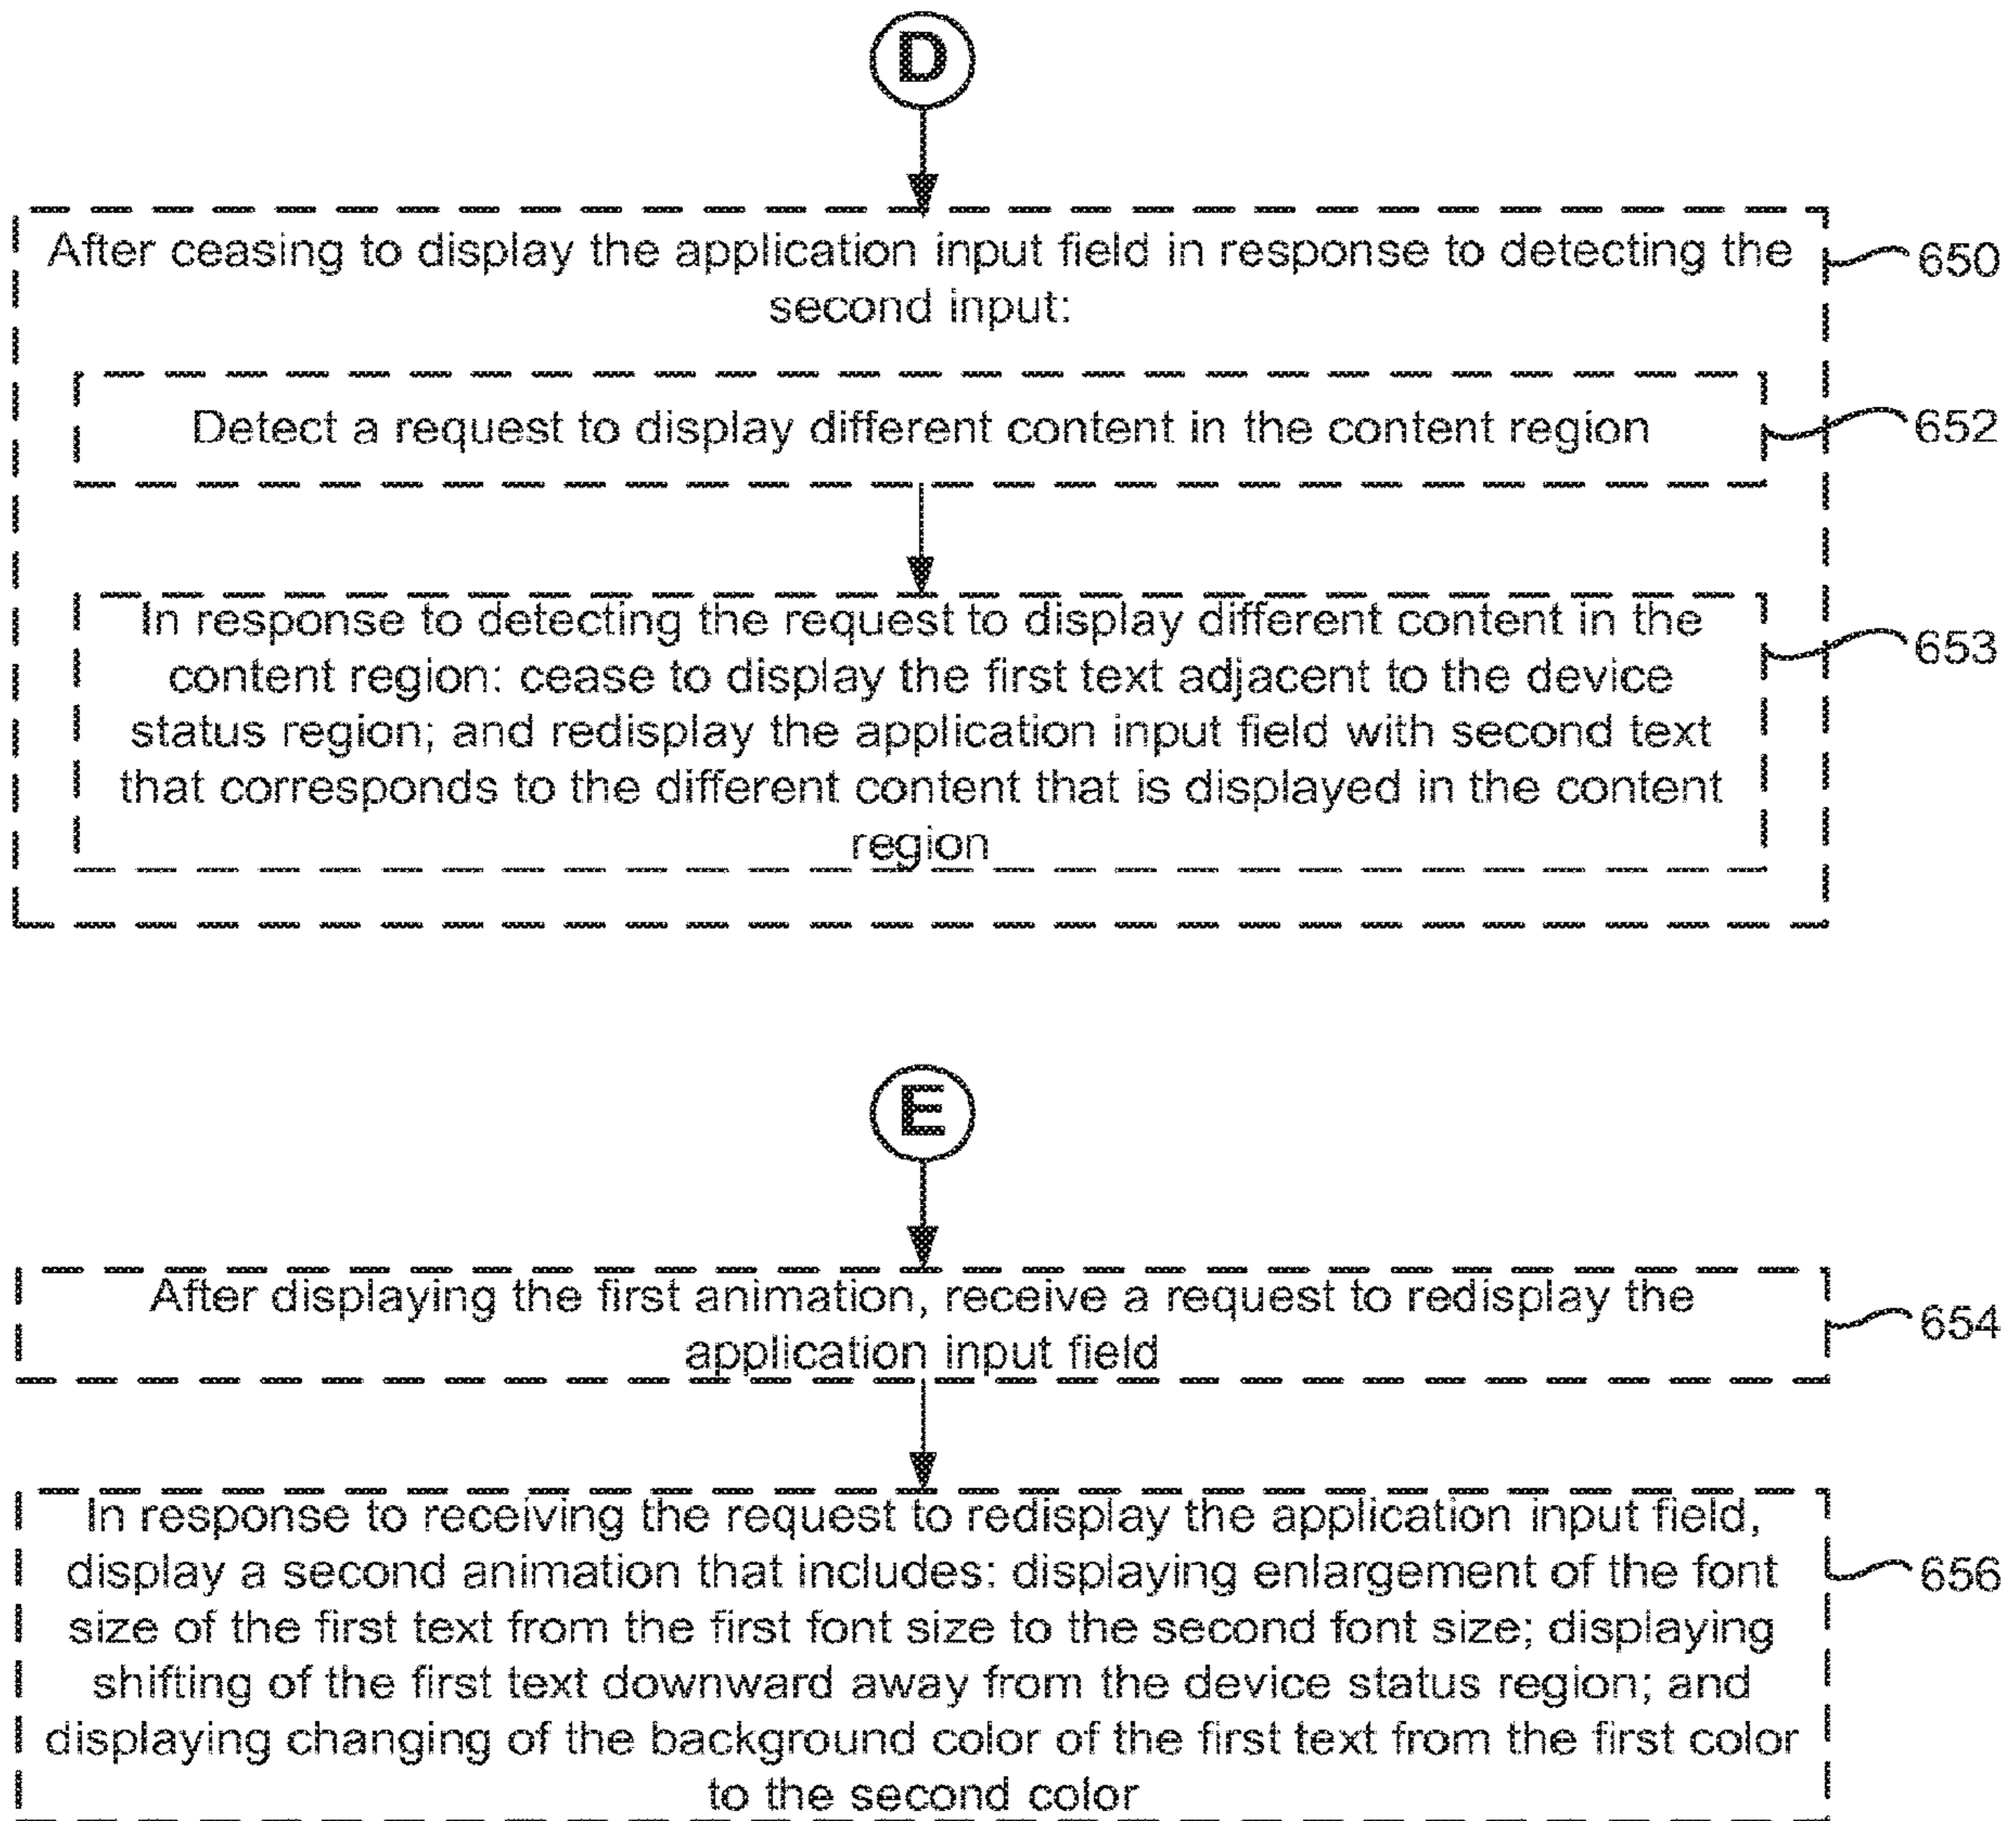 D
After ceasing to display the application input field in response to detecting the
second input:
650
Detect a request to display different content in the content region
652
In response to detecting the request to display different content in the
content region: cease to display the first text adjacent to the device
status region; and redisplay the application input field with second text
that corresponds to the different content that is displayed in the content
region
653
E
After displaying the first animation, receive a request to redisplay the
application input field
654
In response to receiving the request to redisplay the application input field,
display a second animation that includes: displaying enlargement of the font
size of the first text from the first font size to the second font size; displaying
shifting of the first text downward away from the device status region; and
displaying changing of the background color of the first text from the first color
to the second color
656